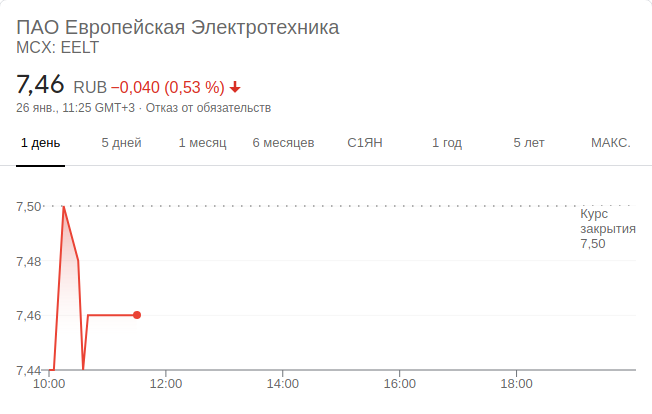 ПАО Европейская Электротехника
MCX: EELT
7,46 RUB −0,040 (0,53 %)
26 янв., 11:25 GMT+3 · Отказ от обязательств
1 день 5 дней 1 месяц 6 месяцев С1ЯН 1 год 5 лет МАКС.
7,50
Курс
закрытия
7,50
7,48
7,46
7,44
10:00 12:00 14:00 16:00 18:00